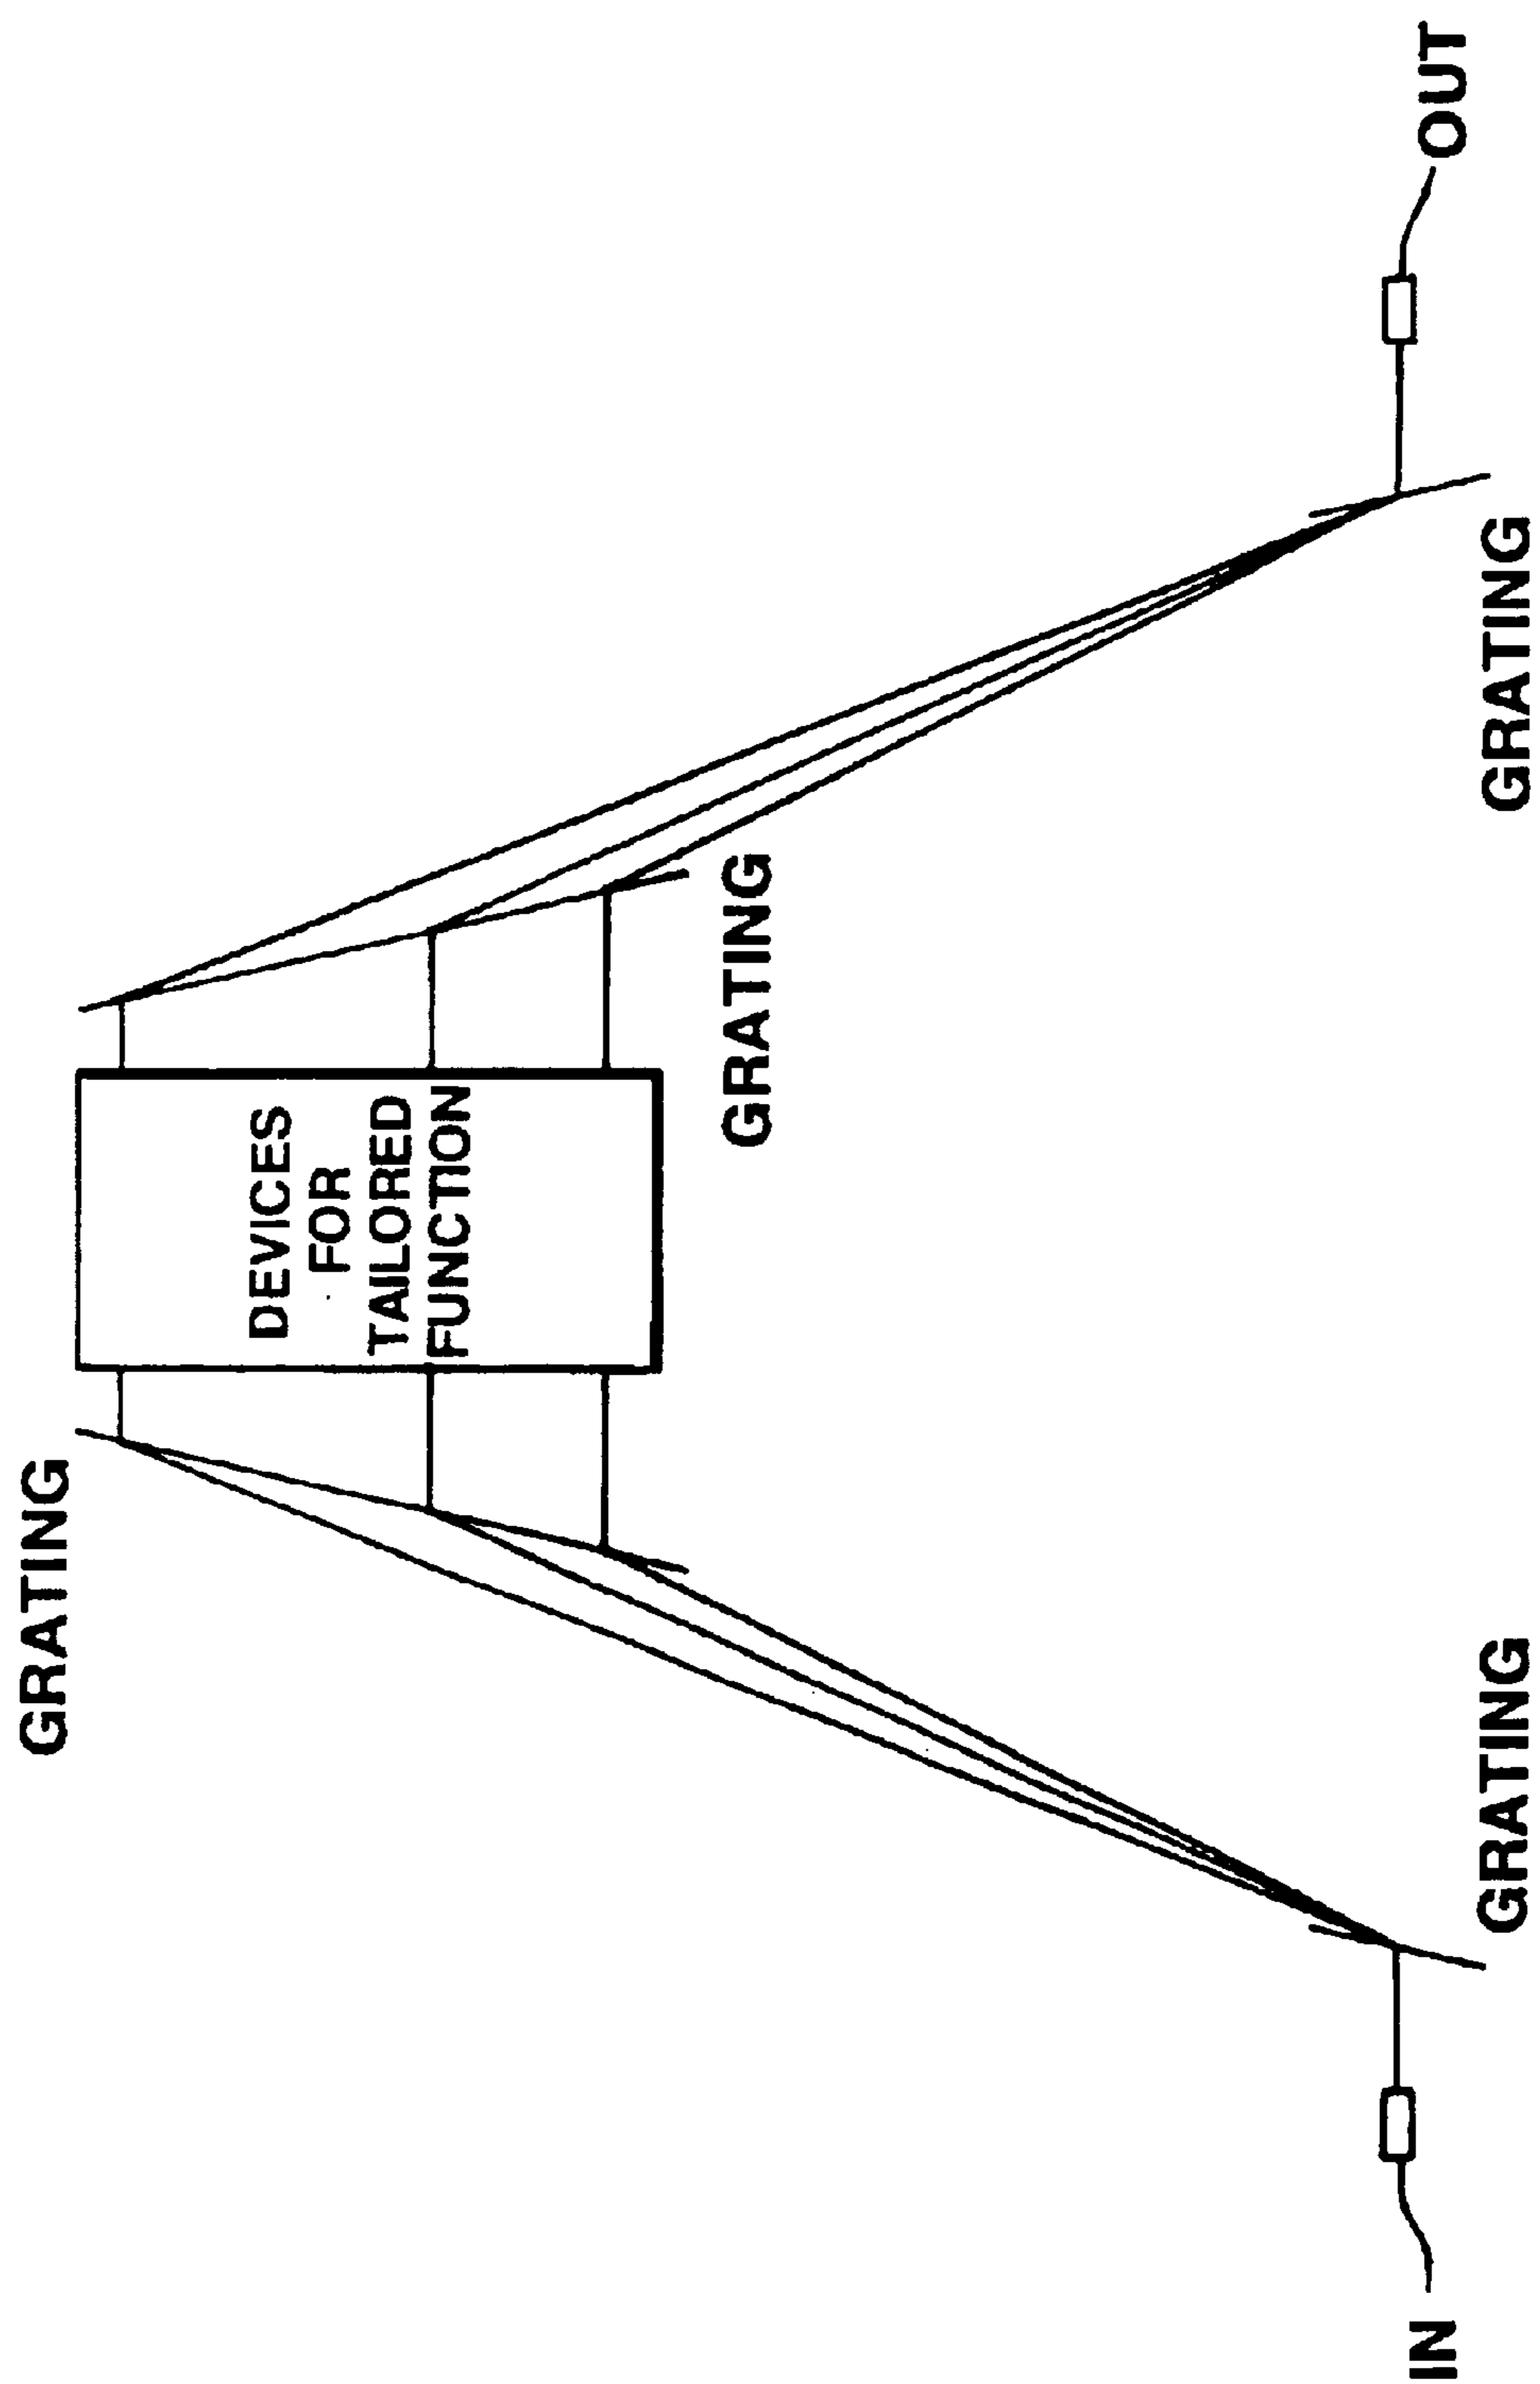 GRATING
DEVICES
FOR
TAILORED
FUNCTION
GRATING
IN
GRATING
GRATING
OUT